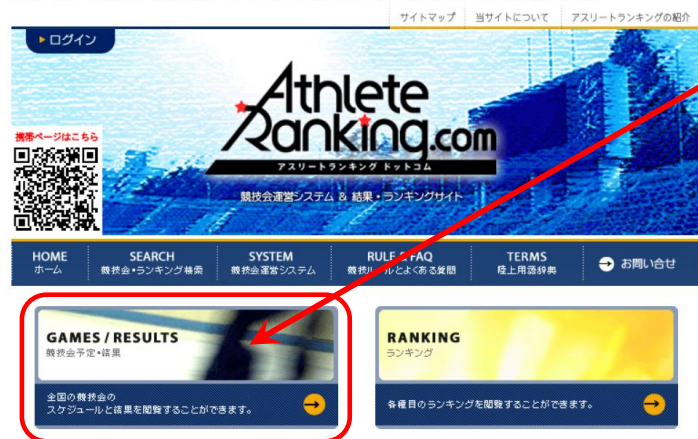 サイトマップ 当サイトについて アスリートランキングの紹介
ログイン
Athlete
Ranking.com
アスリートランキング ドットコム
競技会運営システム & 結果・ランキングサイト
携帯ページはこちら
HOME SEARCH SYSTEM RULE & FAQ TERMS
ホーム 競技会・ランキング検索 競技会運営システム 競技ルールとよくある質問 陸上用語辞典 お問い合せ
GAMES / RESULTS
競技会予定・結果
全国の競技会の
スケジュールと結果を閲覧することができます。
RANKING
ランキング
各種目のランキングを閲覧することができます。